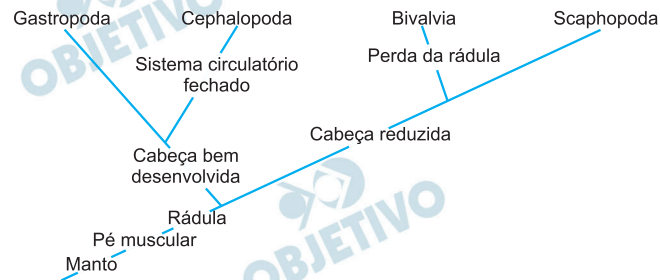 Gastropoda Cephalopoda Bivalvia Scaphopoda
Sistema circulatório
fechado
Perda da rádula
Cabeça reduzida
Cabeça bem
desenvolvida
Rádula
Pé muscular
Manto
OBJETIVO
OBJETIVO